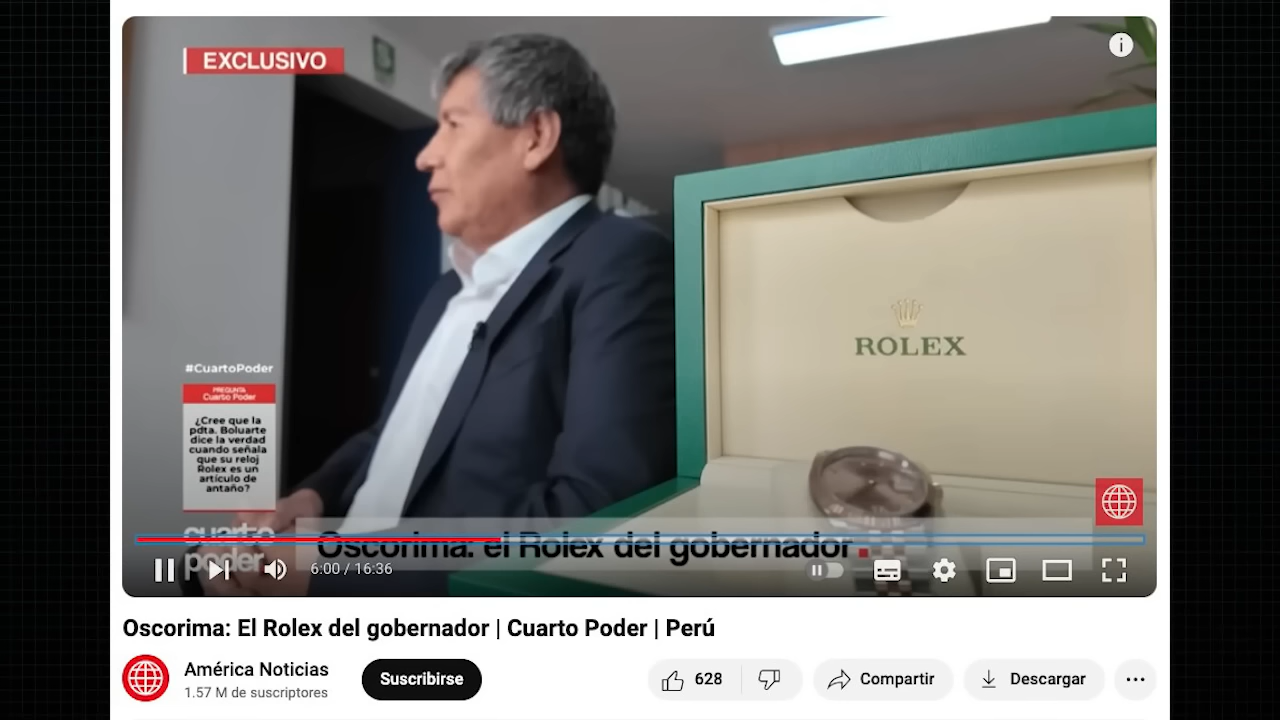 EXCLUSIVO
ROLEX
#CuartoPoder
PREGUNTA
Cuarto Poder
¿Cree que la
pdta. Boluarte
dice la verdad
cuando señala
que su reloj
Rolex es un
artículo de
antaño?
cuarto
poder
Oscorima: el Rolex del gobernador
6:00 / 16:36
Oscorima: El Rolex del gobernador | Cuarto Poder | Perú
América Noticias
1.57 M de suscriptores
Suscribirse
628
Compartir
Descargar